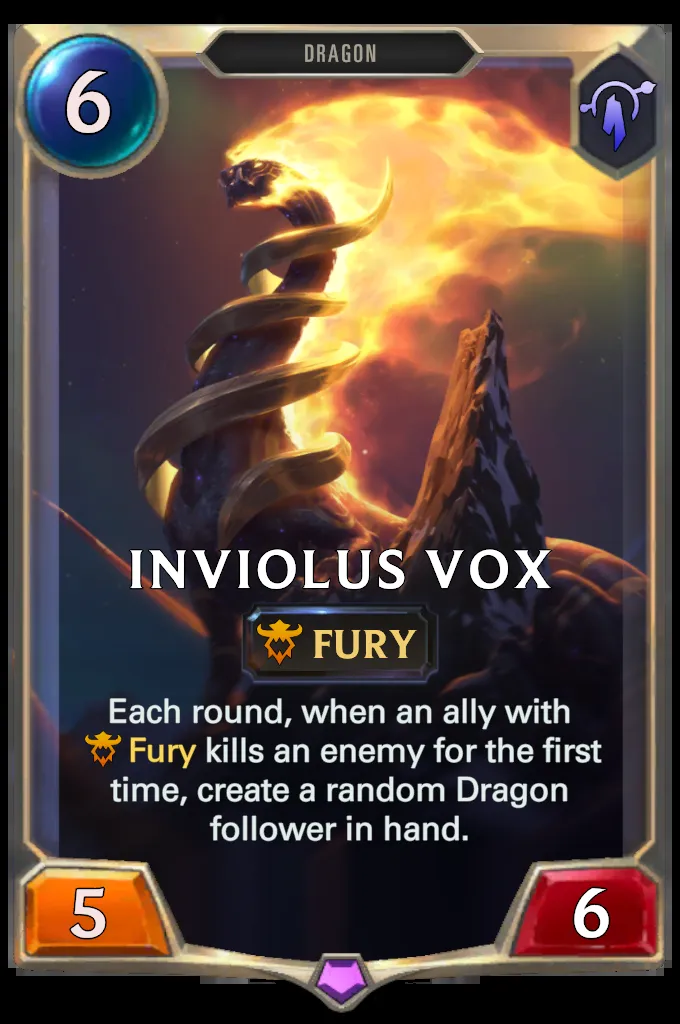 DRAGON
6
INVIOLUS VOX
FURY
Each round, when an ally with
Fury kills an enemy for the first
time, create a random Dragon
follower in hand.
5
6